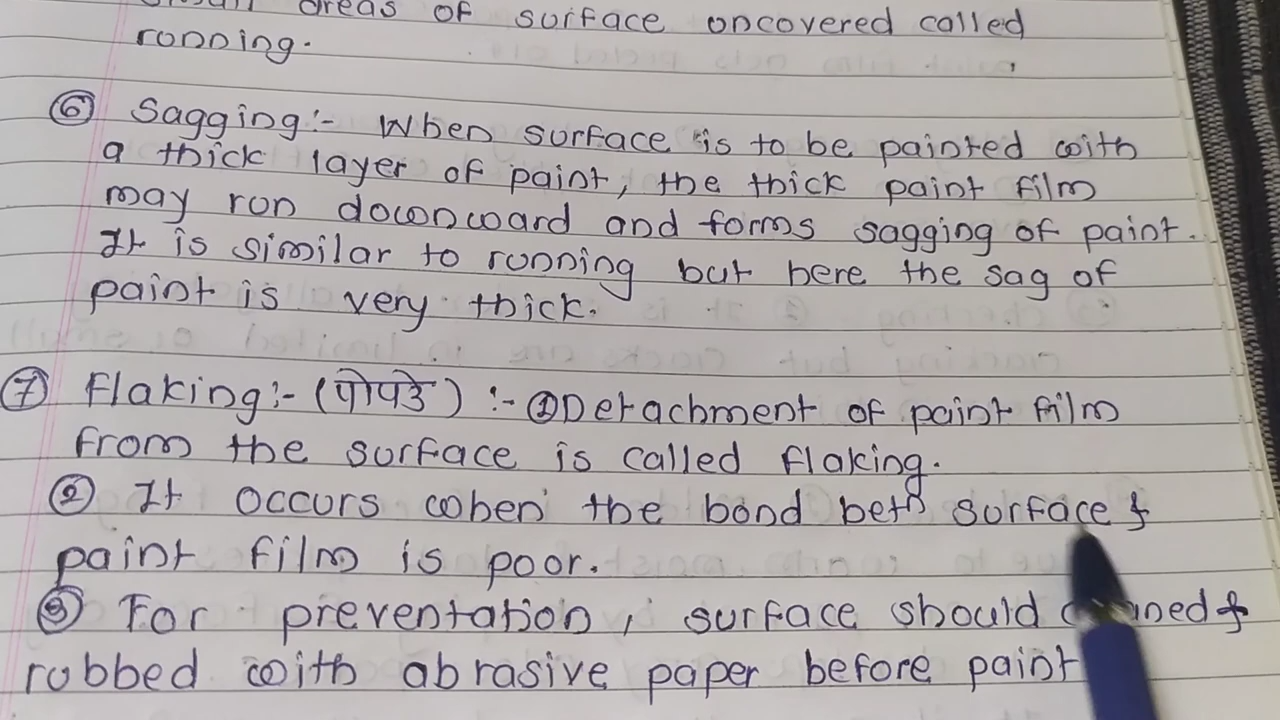 areas of surface uncovered called
running.
⑥ Sagging:- When surface is to be painted with
a thick layer of paint, the thick paint film
may run downward and forms sagging of paint.
It is similar to running but here the sag of
paint is very thick.
⑦ Flaking:- (पोपडे) :- ① Detachment of paint film
from the surface is called flaking.
② It occurs when the bond betn surface &
paint film is poor.
③ For preventation, surface should &
rubbed with abrasive paper before paint